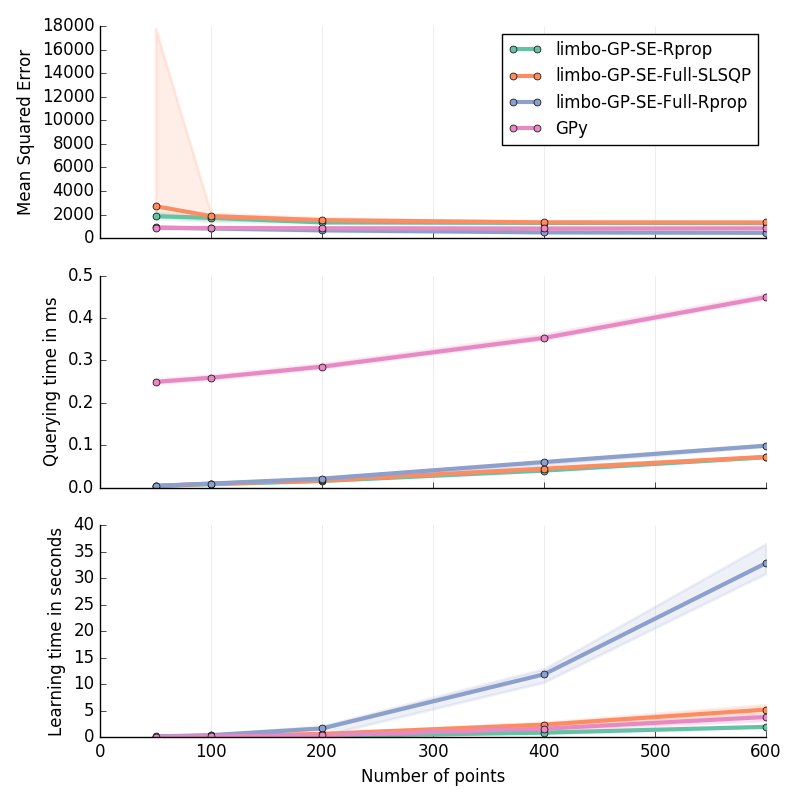 18000
16000
14000
12000
10000
8000
6000
4000
2000
0
Mean Squared Error
limbo-GP-SE-Rprop
limbo-GP-SE-Full-SLSQP
limbo-GP-SE-Full-Rprop
GPy
0.5
0.4
0.3
0.2
0.1
0.0
Querying time in ms
40
35
30
25
20
15
10
5
0
Learning time in seconds
0 100 200 300 400 500 600
Number of points